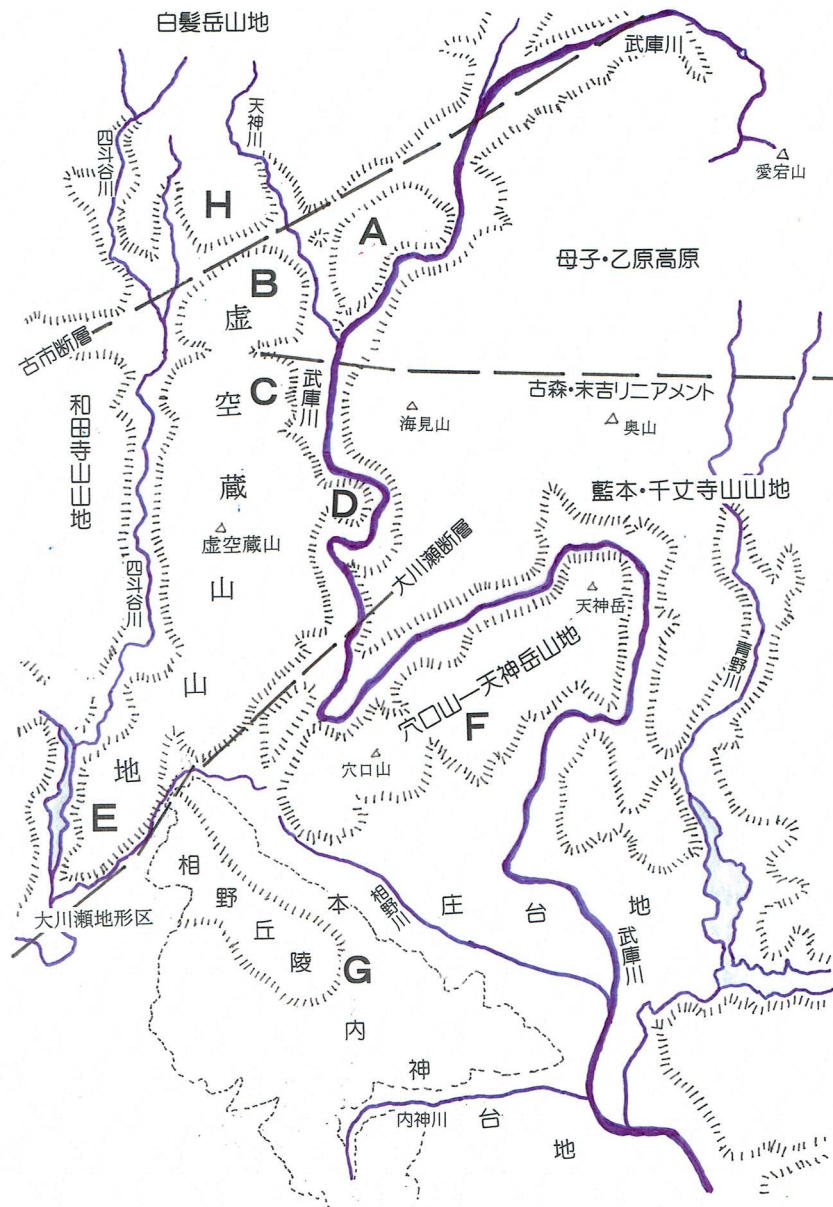 白髪岳山地
武庫川
天神川
四斗谷川
愛宕山
H
A
母子・乙原高原
B
古市断層
古森・末吉リニアメント
武庫川
C
海見山
奥山
和田寺山山地
D
藍本・千丈寺山山地
虚空蔵山
虚空蔵山山地
大川瀬断層
天神岳
四斗谷川
青野川
穴口山ー天神岳山地
F
穴口山
E
相野丘陵
本庄台地
相野川
武庫川
大川瀬地形区
G
内神台地
内神川